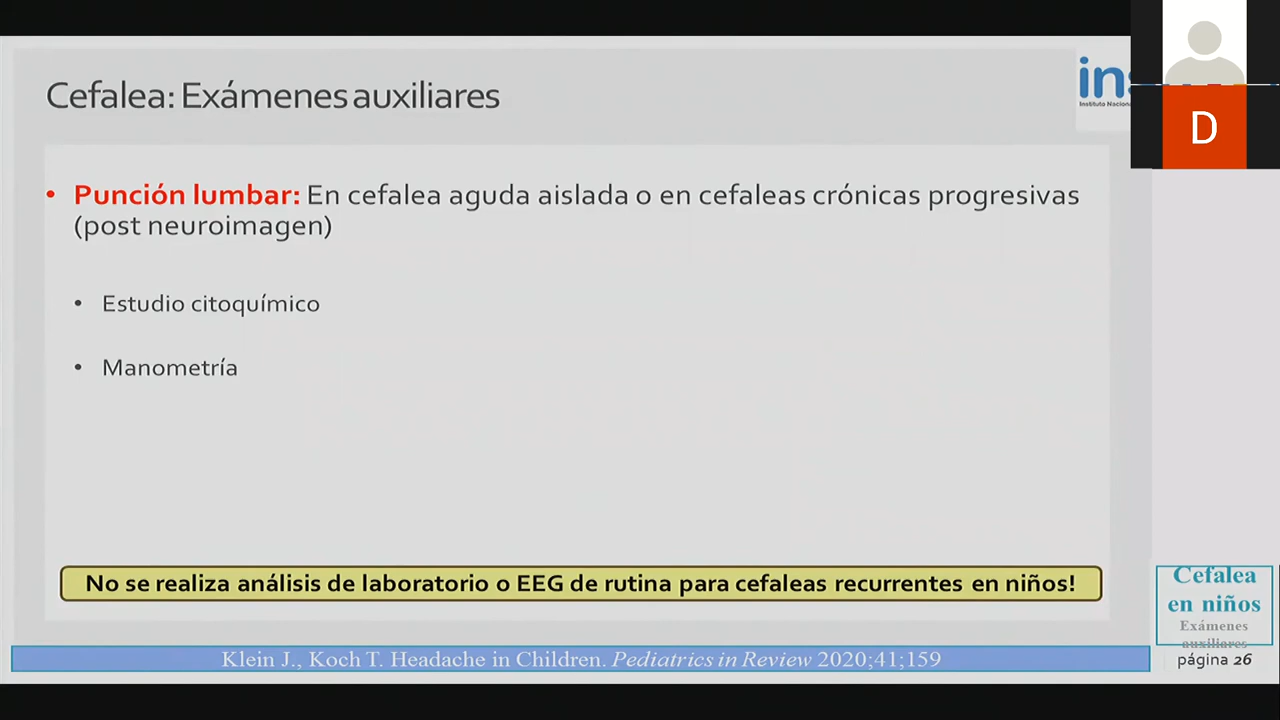 Cefalea: Exámenes auxiliares
Instituto
D
• Punción lumbar: En cefalea aguda aislada o en cefaleas crónicas progresivas
(post neuroimagen)
• Estudio citoquímico
• Manometría
No se realiza análisis de laboratorio o EEG de rutina para cefaleas recurrentes en niños!
Cefalea
en niños
Exámenes
auxiliares
página 26
Klein J., Koch T. Headache in Children. Pediatrics in Review 2020;41;159